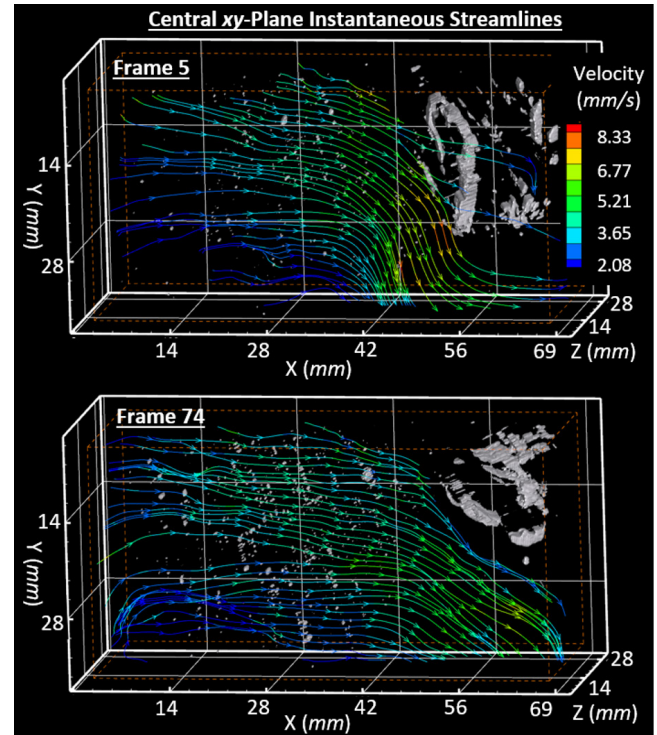 Central xy-Plane Instantaneous Streamlines
Frame 5
Velocity
(mm/s)
8.33
6.77
5.21
3.65
2.08
Y (mm)
14
28
14
28
42
56
69
X (mm)
Z (mm)
14
28
Frame 74
Y (mm)
14
28
14
28
42
56
69
X (mm)
Z (mm)
14
28